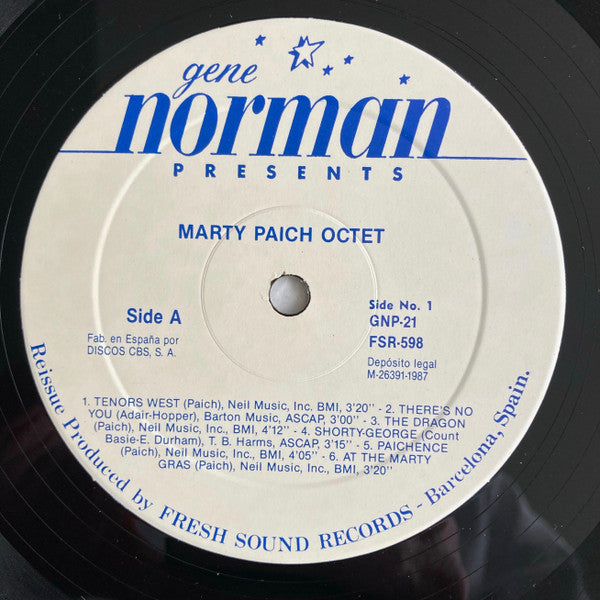 gene
norman
PRESENTS
MARTY PAICH OCTET
Side A
Fab. en España por
DISCOS CBS, S. A.
Side No. 1
GNP-21
FSR-598
Depósito legal
M-26391-1987
1. TENORS WEST (Paich), Neil Music, Inc. BMI, 3'20" - 2. THERE'S NO
YOU (Adair-Hopper), Barton Music, ASCAP, 3'00" - 3. THE DRAGON
(Paich), Neil Music, Inc. BMI, 4'12" - 4. SHORTY-GEORGE (Count
Basie-E. Durham), T. B. Harms, ASCAP, 3'15" - 5. PAICHENCE
(Paich), Neil Music, Inc., BMI, 4'05" - 6. AT THE MARTY
GRAS (Paich), Neil Music, Inc., BMI, 3'20"
Reissue Produced by FRESH SOUND RECORDS - Barcelona, Spain.